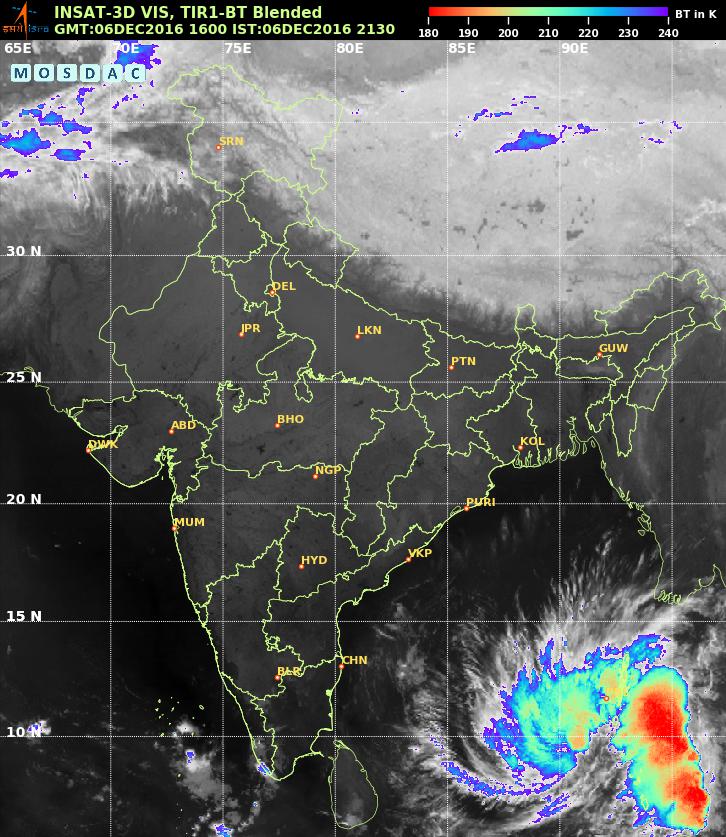 INSAT-3D VIS, TIR1-BT Blended
GMT:06DEC2016 1600 IST:06DEC2016 2130
BT in K
180 190 200 210 220 230 240
65E 70E 75E 80E 85E 90E
MOSDAC
SRN
30 N
DEL
JPR LKN
GUW
PTN
25 N
ABD BHO
DWK KOL
NGP
20 N PURI
MUM
VKP
HYD
15 N
CHN
BLR
10 N